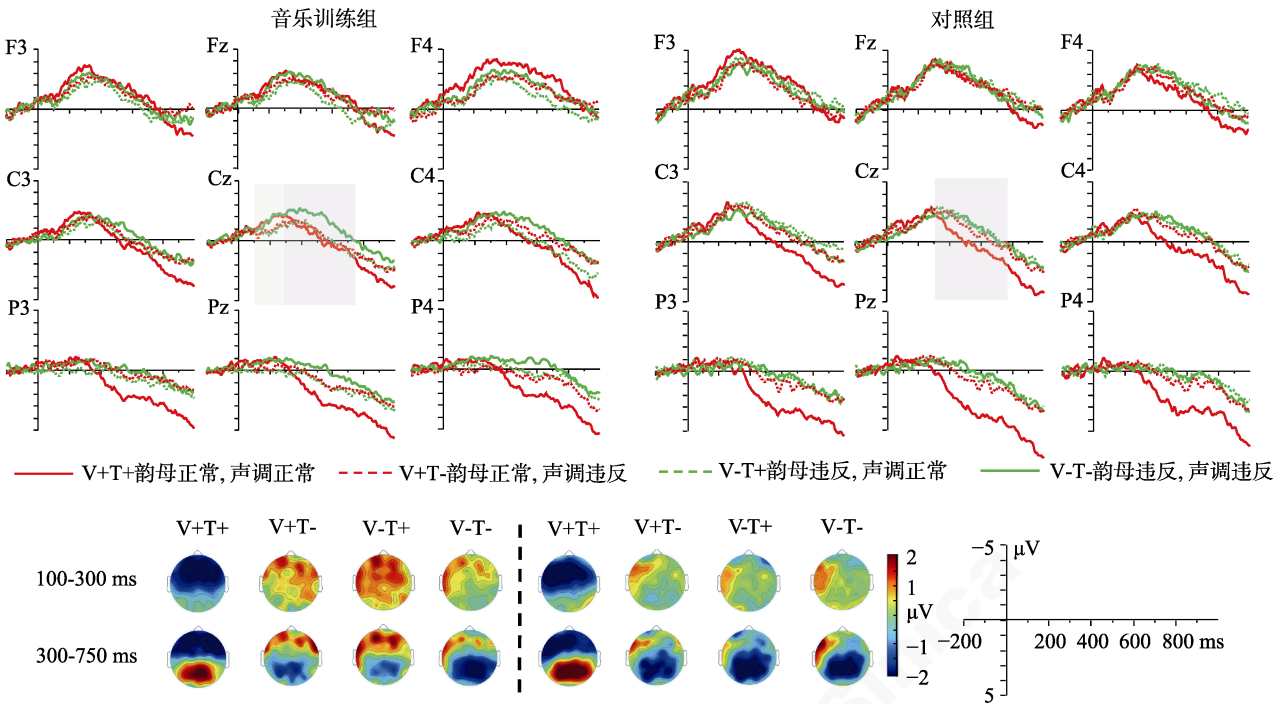 音乐训练组 对照组
F3 Fz F4 F3 Fz F4
C3 Cz C4 C3 Cz C4
P3 Pz P4 P3 Pz P4
V+T+韵母正常, 声调正常 V+T-韵母正常, 声调违反 V-T+韵母违反, 声调正常 V-T-韵母违反, 声调违反
V+T+ V+T- V-T+ V-T- V+T+ V+T- V-T+ V-T-
100-300 ms
300-750 ms
2
1
μV
−1
−2
−5 μV
−200 200 400 600 800 ms
5